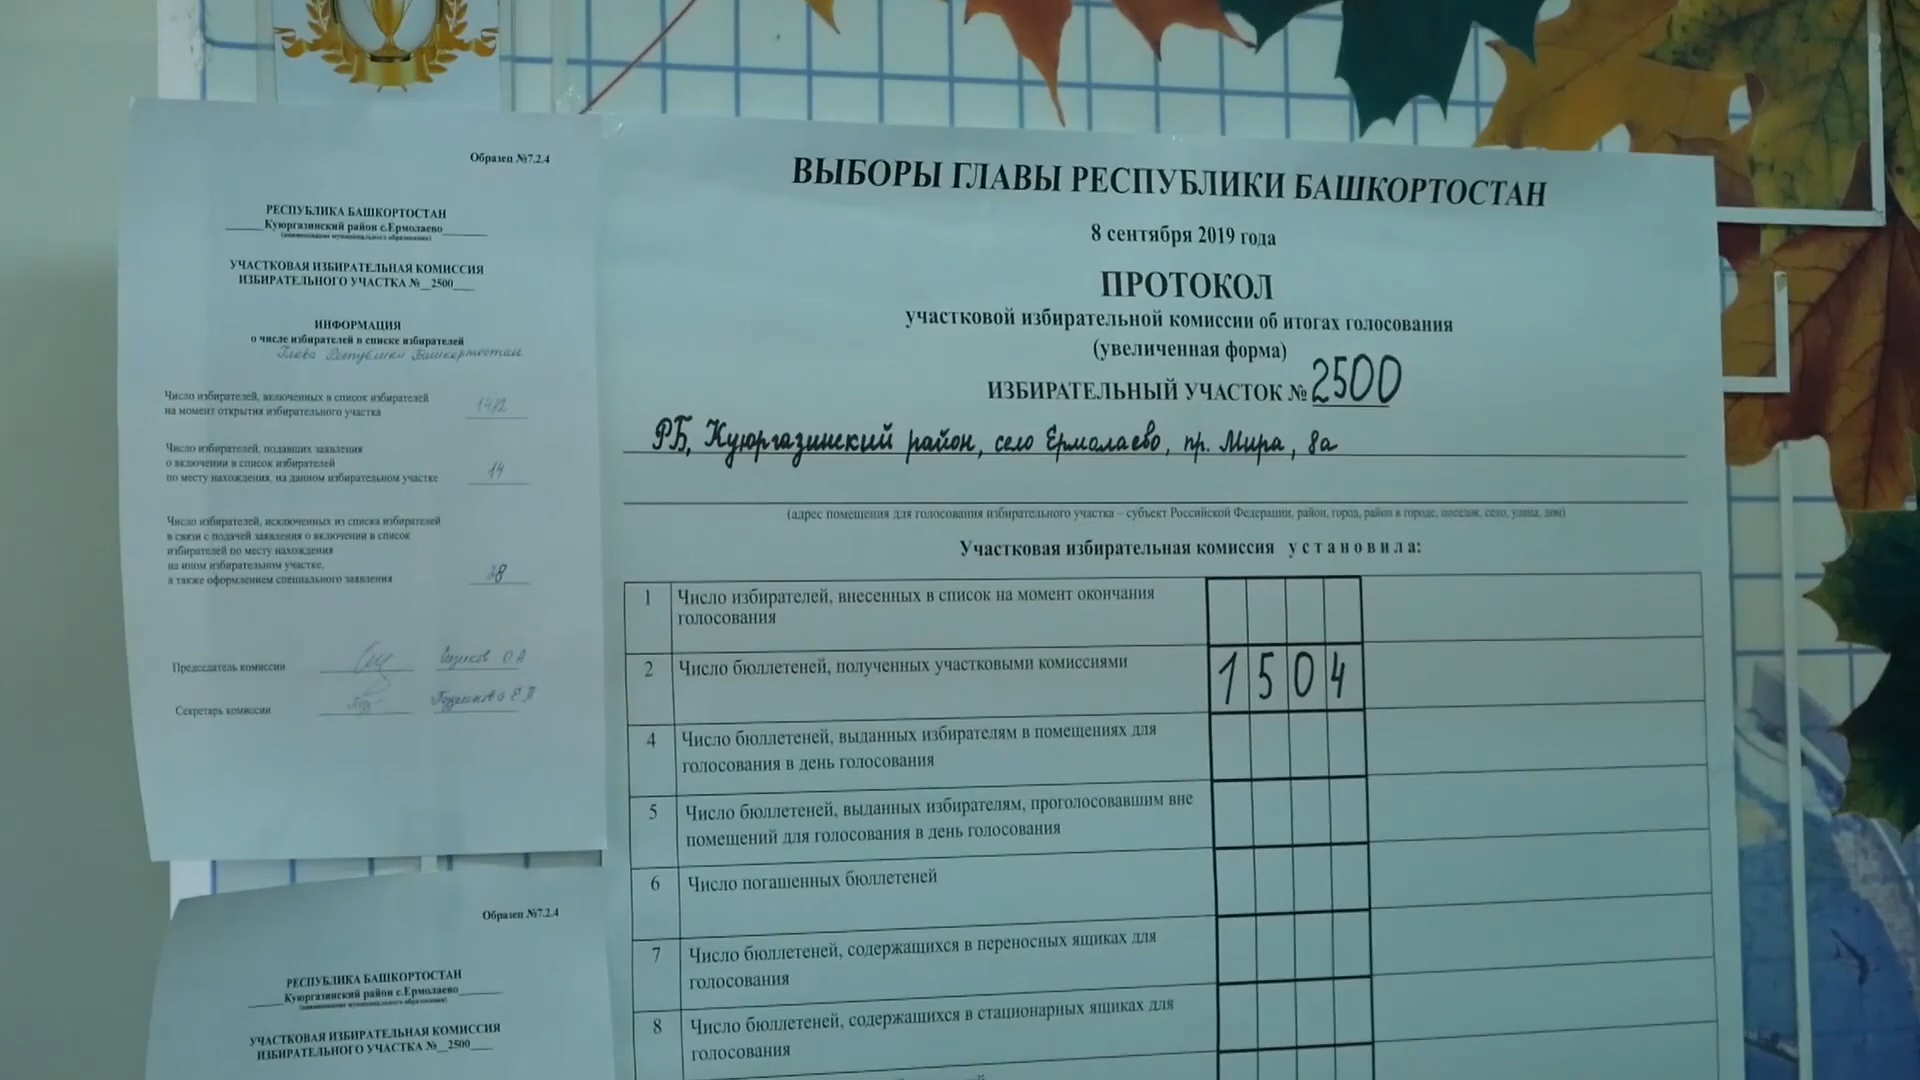 Образец №7.2.4
РЕСПУБЛИКА БАШКОРТОСТАН
Куюргазинский район с.Ермолаево
(наименование муниципального образования)
УЧАСТКОВАЯ ИЗБИРАТЕЛЬНАЯ КОМИССИЯ
ИЗБИРАТЕЛЬНОГО УЧАСТКА №__2500____
ИНФОРМАЦИЯ
о числе избирателей в списке избирателей
Глава Республики Башкортостан
Число избирателей, включенных в список избирателей
на момент открытия избирательного участка
Число избирателей, подавших заявления
о включении в список избирателей
по месту нахождения, на данном избирательном участке 14
Число избирателей, исключенных из списка избирателей
в связи с подачей заявления о включении в список
избирателей по месту нахождения
на ином избирательном участке,
а также оформлением специального заявления
Председатель комиссии
Секретарь комиссии
Образец №7.2.4
РЕСПУБЛИКА БАШКОРТОСТАН
Куюргазинский район с.Ермолаево
(наименование муниципального образования)
УЧАСТКОВАЯ ИЗБИРАТЕЛЬНАЯ КОМИССИЯ
ИЗБИРАТЕЛЬНОГО УЧАСТКА №__2500____
ВЫБОРЫ ГЛАВЫ РЕСПУБЛИКИ БАШКОРТОСТАН
8 сентября 2019 года
ПРОТОКОЛ
участковой избирательной комиссии об итогах голосования
(увеличенная форма)
ИЗБИРАТЕЛЬНЫЙ УЧАСТОК № 2500
РБ, Куюргазинский район, село Ермолаево, пр. Мира, 8а
(адрес помещения для голосования избирательного участка – субъект Российской Федерации, район, город, район в городе, поселок, село, улица, дом)
Участковая избирательная комиссия установила:
1 Число избирателей, внесенных в список на момент окончания
голосования
2 Число бюллетеней, полученных участковыми комиссиями 1504
4 Число бюллетеней, выданных избирателям в помещениях для
голосования в день голосования
5 Число бюллетеней, выданных избирателям, проголосовавшим вне
помещений для голосования в день голосования
6 Число погашенных бюллетеней
7 Число бюллетеней, содержащихся в переносных ящиках для
голосования
8 Число бюллетеней, содержащихся в стационарных ящиках для
голосования